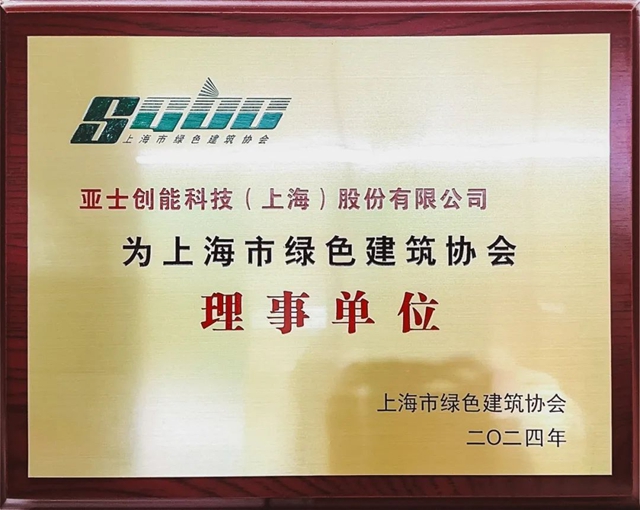 上海市绿色建筑协会
亚士创能科技（上海）股份有限公司
为上海市绿色建筑协会
理事单位
上海市绿色建筑协会
二〇二四年